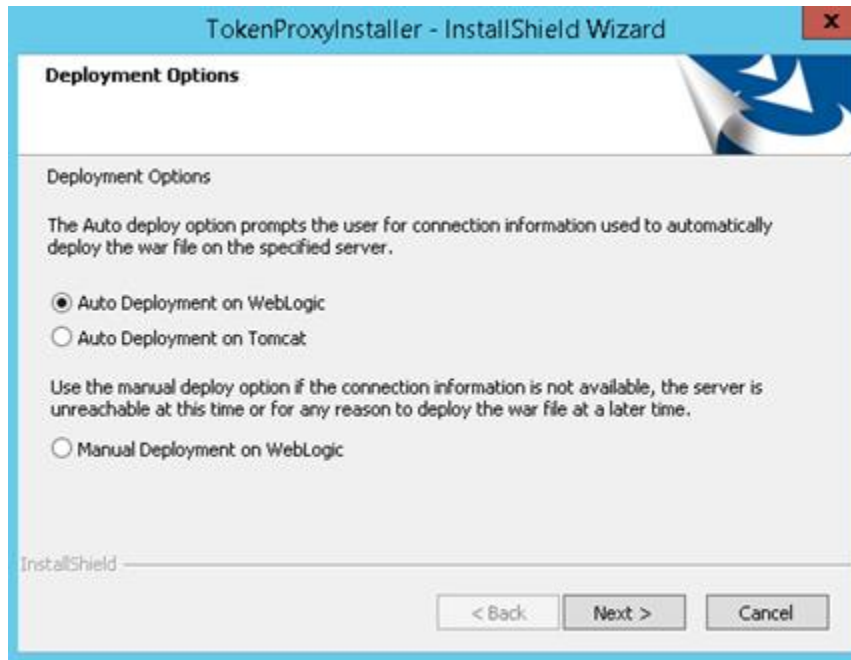 TokenProxyInstaller - InstallShield Wizard
x
Deployment Options
Deployment Options
The Auto deploy option prompts the user for connection information used to automatically
deploy the war file on the specified server.
Auto Deployment on WebLogic
Auto Deployment on Tomcat
Use the manual deploy option if the connection information is not available, the server is
unreachable at this time or for any reason to deploy the war file at a later time.
Manual Deployment on WebLogic
InstallShield
< Back
Next >
Cancel